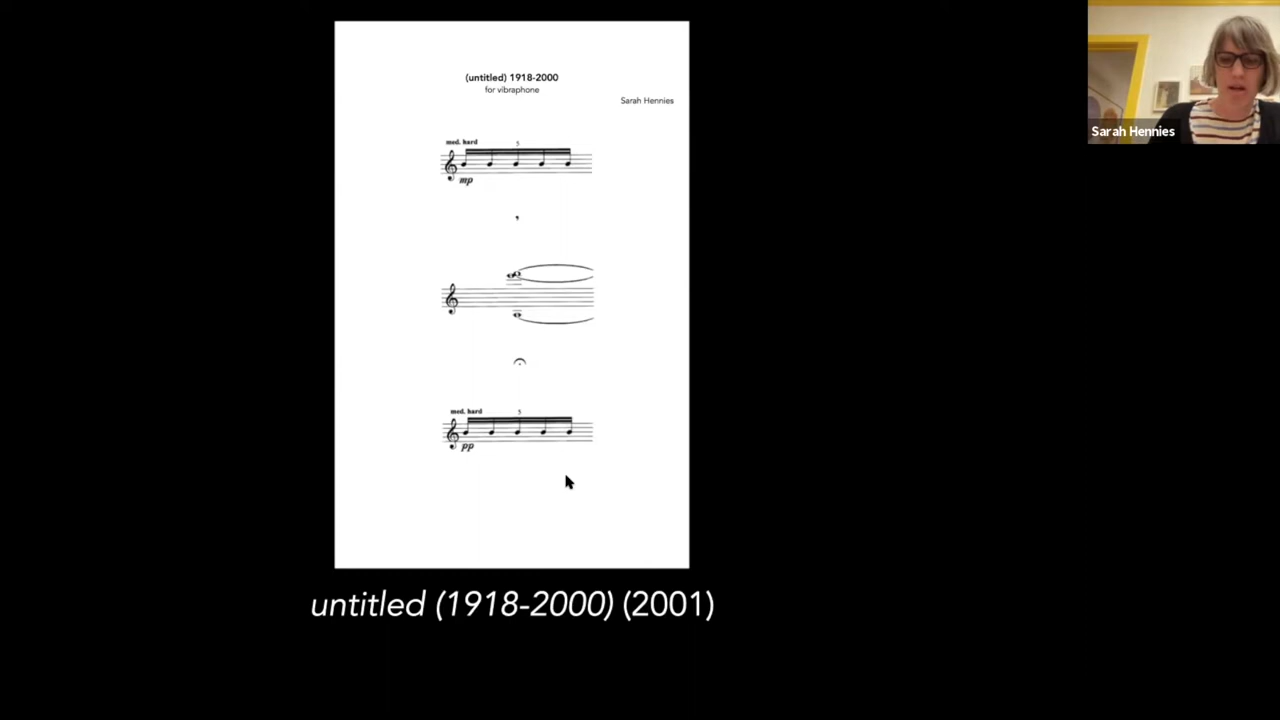 (untitled) 1918-2000
for vibraphone
Sarah Hennies
med. hard
5
mp
med. hard
5
pp
untitled (1918-2000) (2001)
Sarah Hennies